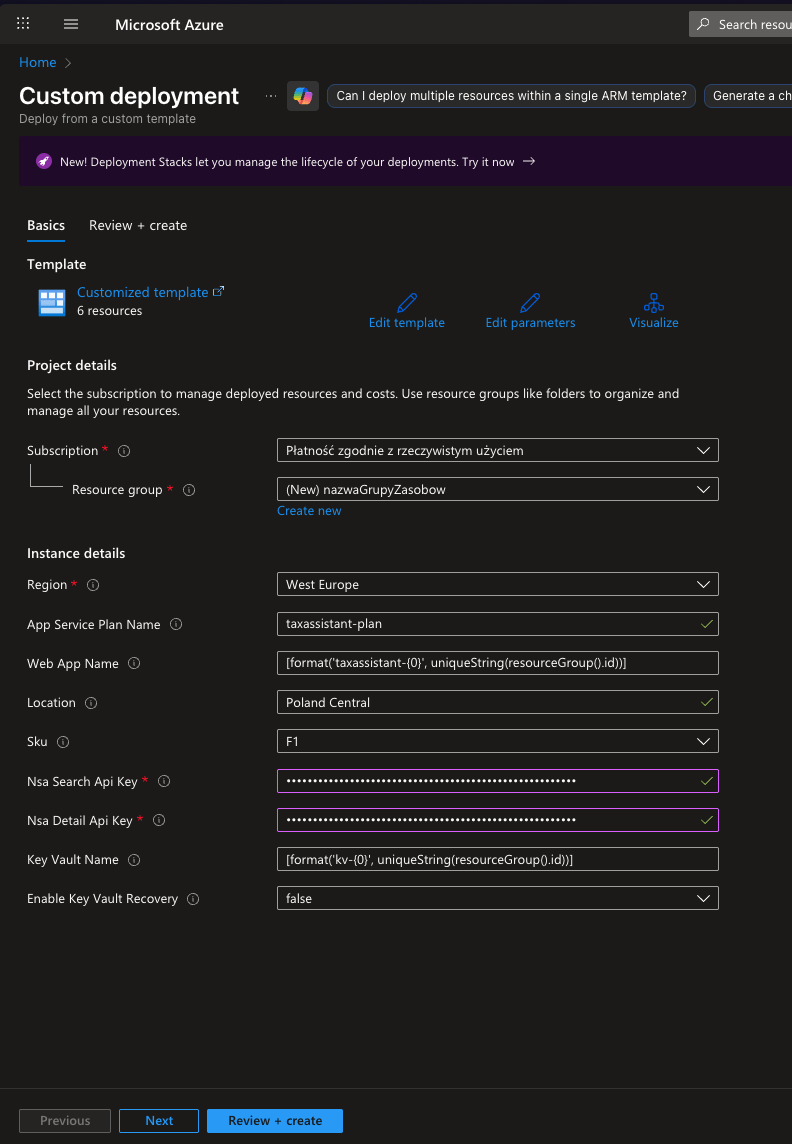 Microsoft Azure
Search resou
Home
Custom deployment
...
Can I deploy multiple resources within a single ARM template?
Generate a ch
Deploy from a custom template
New! Deployment Stacks let you manage the lifecycle of your deployments. Try it now →
Basics
Review + create
Template
Customized template
6 resources
Edit template
Edit parameters
Visualize
Project details
Select the subscription to manage deployed resources and costs. Use resource groups like folders to organize and
manage all your resources.
Subscription *
Płatność zgodnie z rzeczywistym użyciem
Resource group *
(New) nazwaGrupyZasobow
Create new
Instance details
Region *
West Europe
App Service Plan Name
taxassistant-plan
Web App Name
[format('taxassistant-{0}', uniqueString(resourceGroup().id))]
Location
Poland Central
Sku
F1
Nsa Search Api Key *
Nsa Detail Api Key *
Key Vault Name
[format('kv-{0}', uniqueString(resourceGroup().id))]
Enable Key Vault Recovery
false
Previous
Next
Review + create